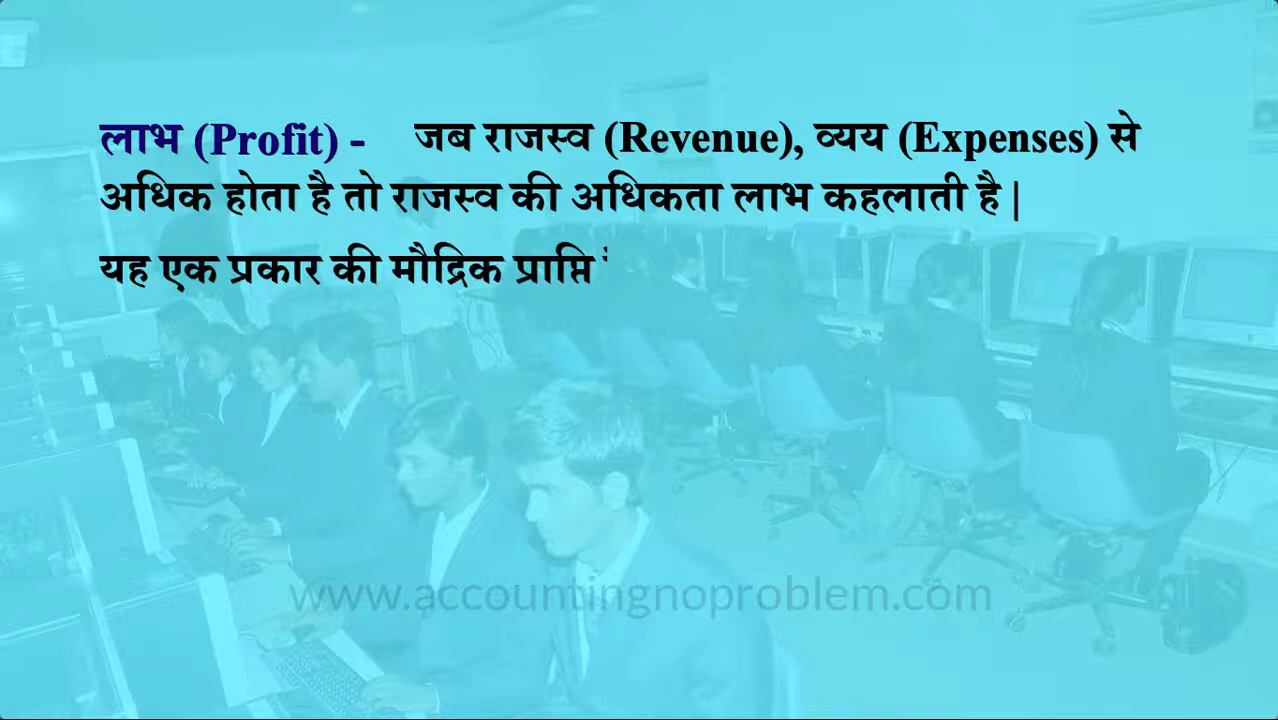 लाभ (Profit) - जब राजस्व (Revenue), व्यय (Expenses) से
अधिक होता है तो राजस्व की अधिकता लाभ कहलाती है |
यह एक प्रकार की मौद्रिक प्राप्ति
www.accountingnoproblem.com